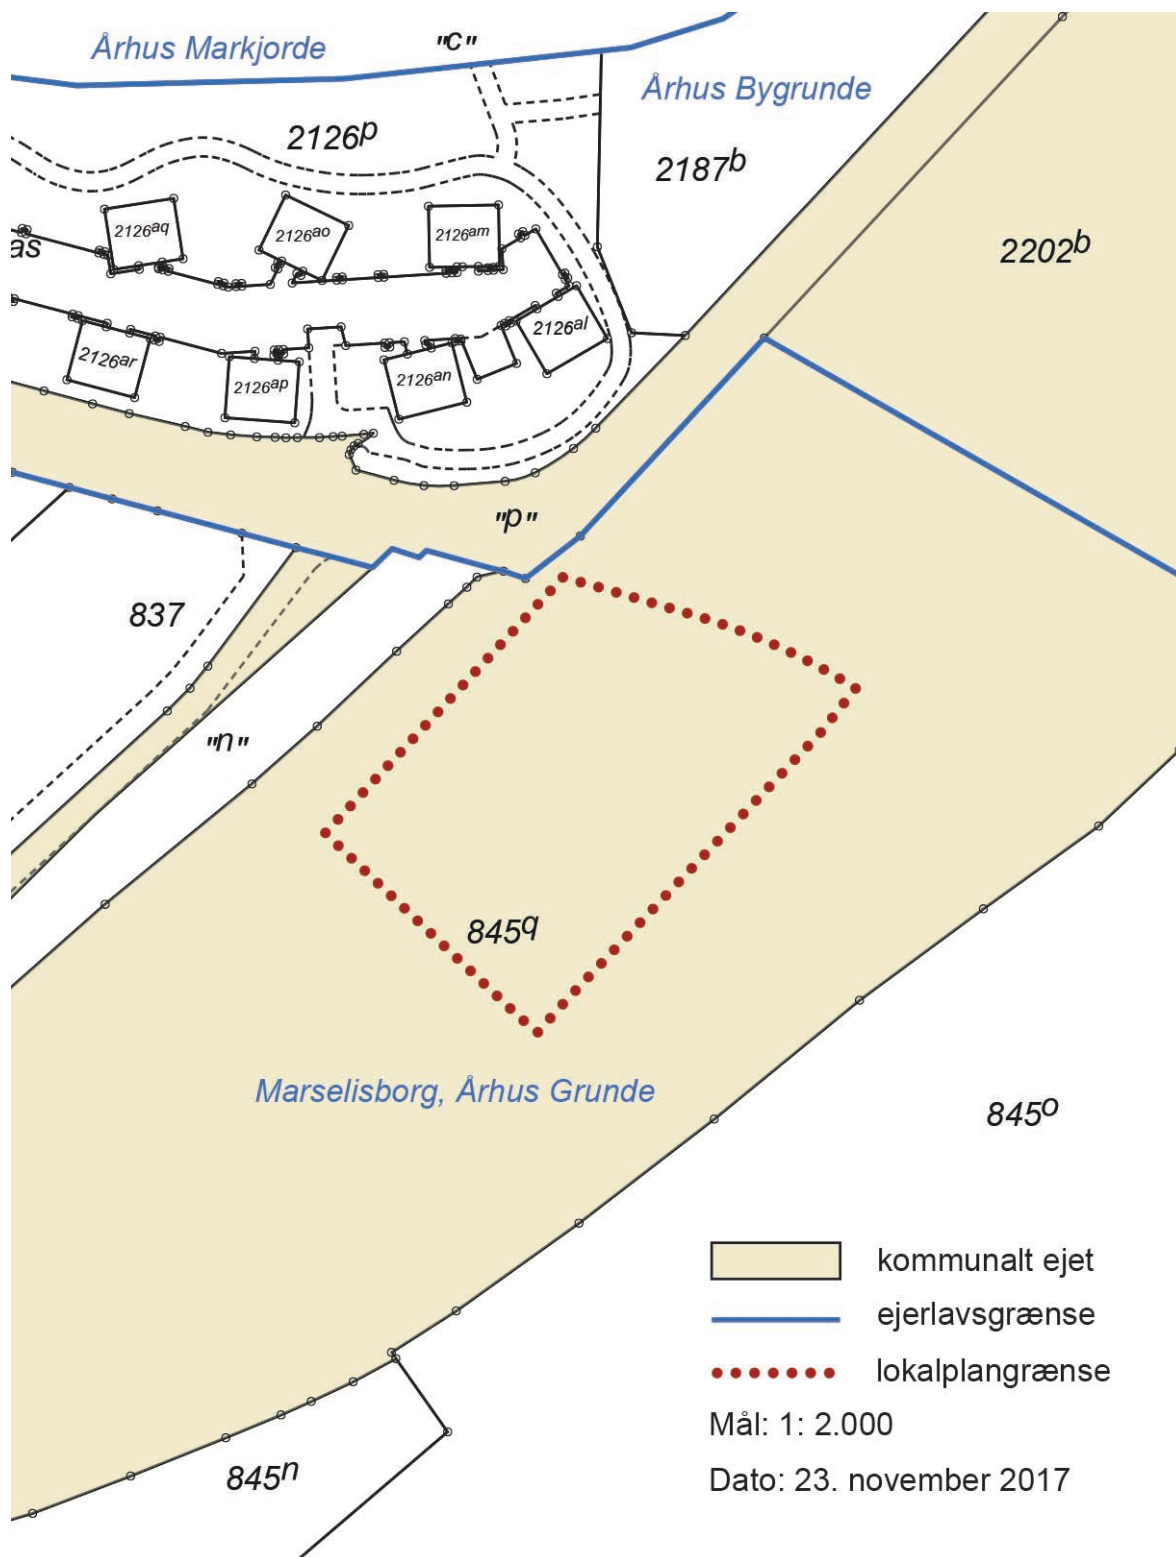 Århus Markjorde
"c"
Århus Bygrunde
2126p
2187b
2126aq
2126ao
2126am
as
2202b
2126al
2126ar
2126ap
2126an
"p"
837
"n"
845q
Marselisborg, Århus Grunde
845o
kommunalt ejet
ejerlavsgrænse
lokalplangrænse
Mål: 1: 2.000
Dato: 23. november 2017
845n